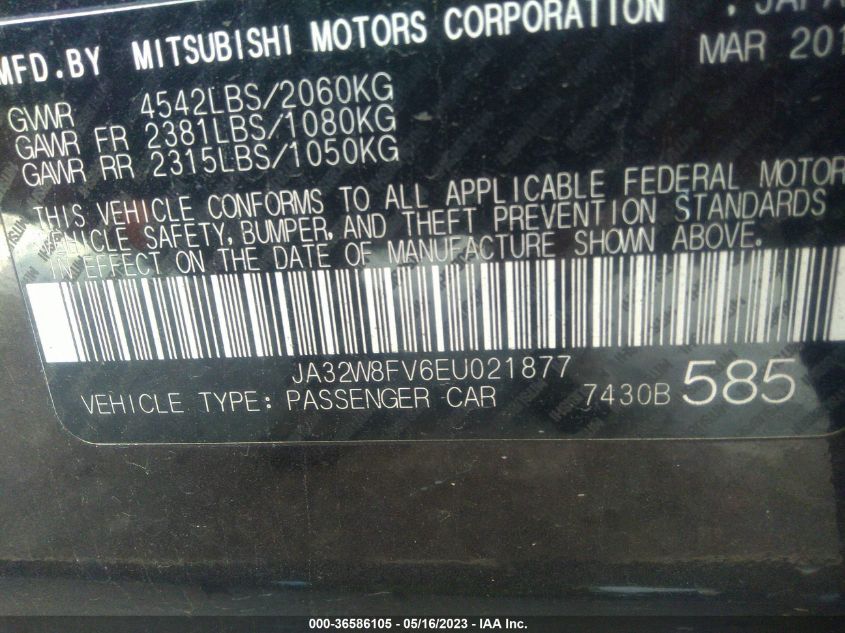 MFD.BY MITSUBISHI MOTORS CORPORATION
MAR
GVWR 4542LBS/2060KG
GAWR FR 2381LBS/1080KG
GAWR RR 2315LBS/1050KG
THIS VEHICLE CONFORMS TO ALL APPLICABLE FEDERAL MOTOR
VEHICLE SAFETY, BUMPER, AND THEFT PREVENTION STANDARDS
IN EFFECT ON THE DATE OF MANUFACTURE SHOWN ABOVE.
JA32W8FV6EU021877
VEHICLE TYPE: PASSENGER CAR 7430B 585
000-36586105 - 05/16/2023 - IAA Inc.